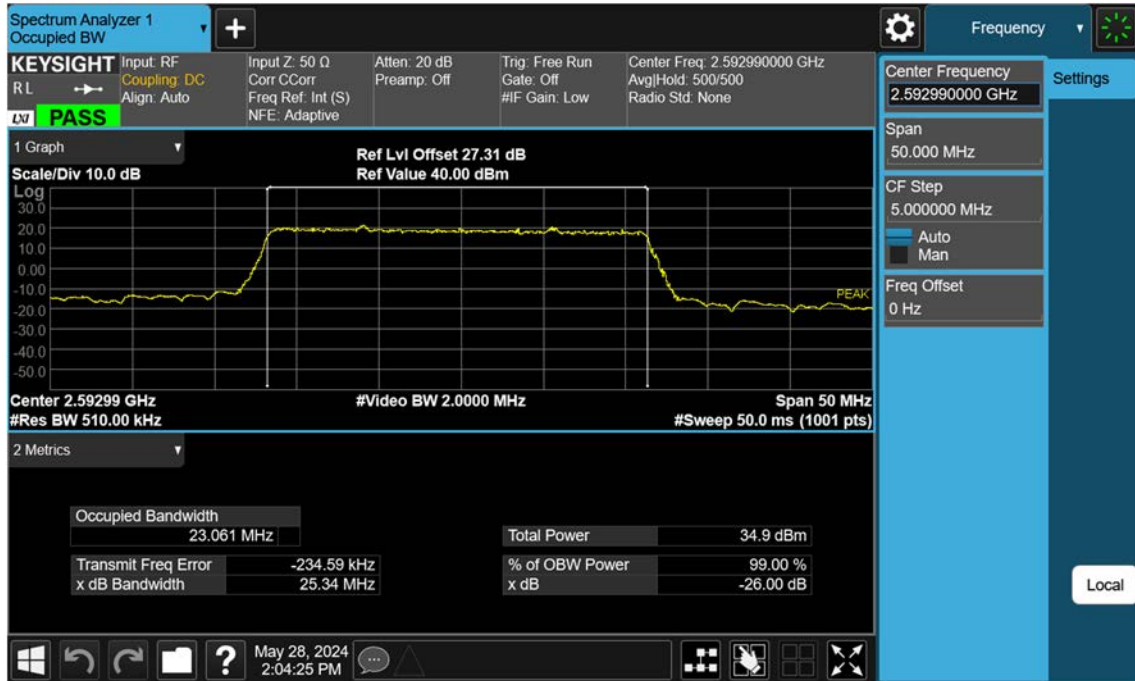 Spectrum Analyzer 1
Occupied BW
Frequency
KEYSIGHT
R L
LXI
PASS
Input: RF
Coupling: DC
Align: Auto
Input Z: 50 Ω
Corr CCorr
Freq Ref: Int (S)
NFE: Adaptive
Atten: 20 dB
Preamp: Off
Trig: Free Run
Gate: Off
#IF Gain: Low
Center Freq: 2.592990000 GHz
Avg|Hold: 500/500
Radio Std: None
Center Frequency
2.592990000 GHz
Settings
Span
50.000 MHz
CF Step
5.000000 MHz
Auto
Man
Freq Offset
0 Hz
Local
1 Graph
Scale/Div 10.0 dB
Ref Lvl Offset 27.31 dB
Ref Value 40.00 dBm
Log
30.0
20.0
10.0
0.00
-10.0
-20.0
-30.0
-40.0
-50.0
PEAK
Center 2.59299 GHz
#Video BW 2.0000 MHz
Span 50 MHz
#Res BW 510.00 kHz
#Sweep 50.0 ms (1001 pts)
2 Metrics
Occupied Bandwidth
23.061 MHz
Total Power 34.9 dBm
Transmit Freq Error -234.59 kHz
% of OBW Power 99.00 %
x dB Bandwidth 25.34 MHz
x dB -26.00 dB
?
May 28, 2024
2:04:25 PM